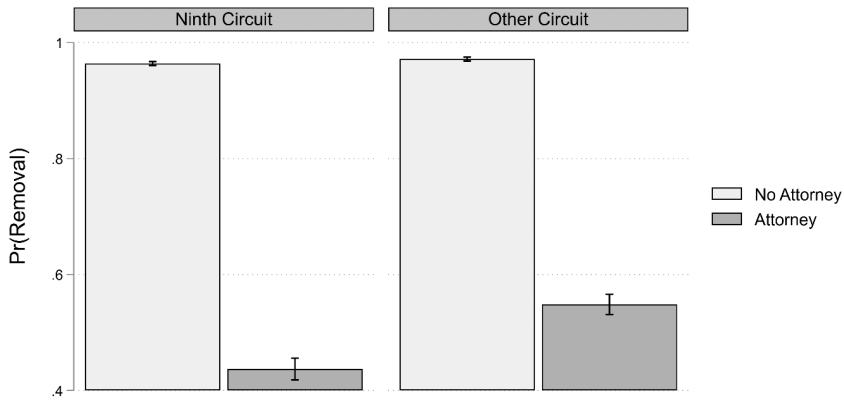 Ninth Circuit
Other Circuit
Pr(Removal)
1
.8
.6
.4
No Attorney
Attorney